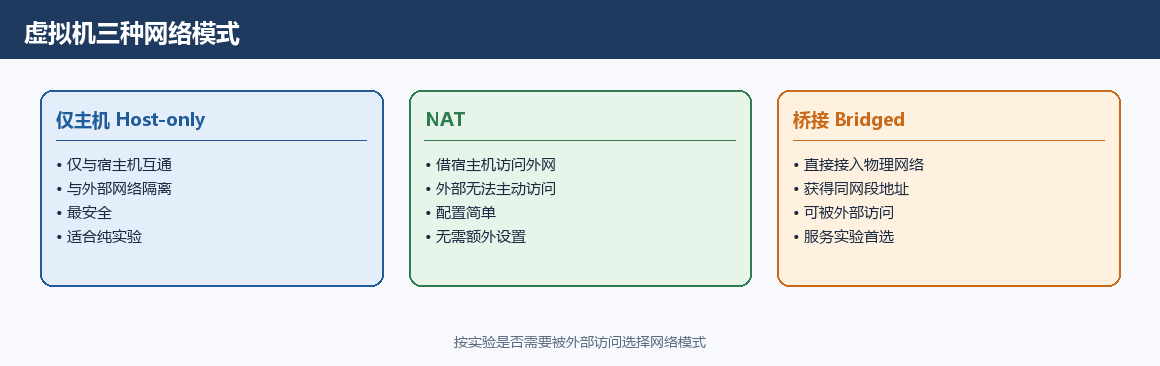 虚拟机三种网络模式
仅主机 Host-only
• 仅与宿主机互通
• 与外部网络隔离
• 最安全
• 适合纯实验
NAT
• 借宿主机访问外网
• 外部无法主动访问
• 配置简单
• 无需额外设置
桥接 Bridged
• 直接接入物理网络
• 获得同网段地址
• 可被外部访问
• 服务实验首选
按实验是否需要被外部访问选择网络模式